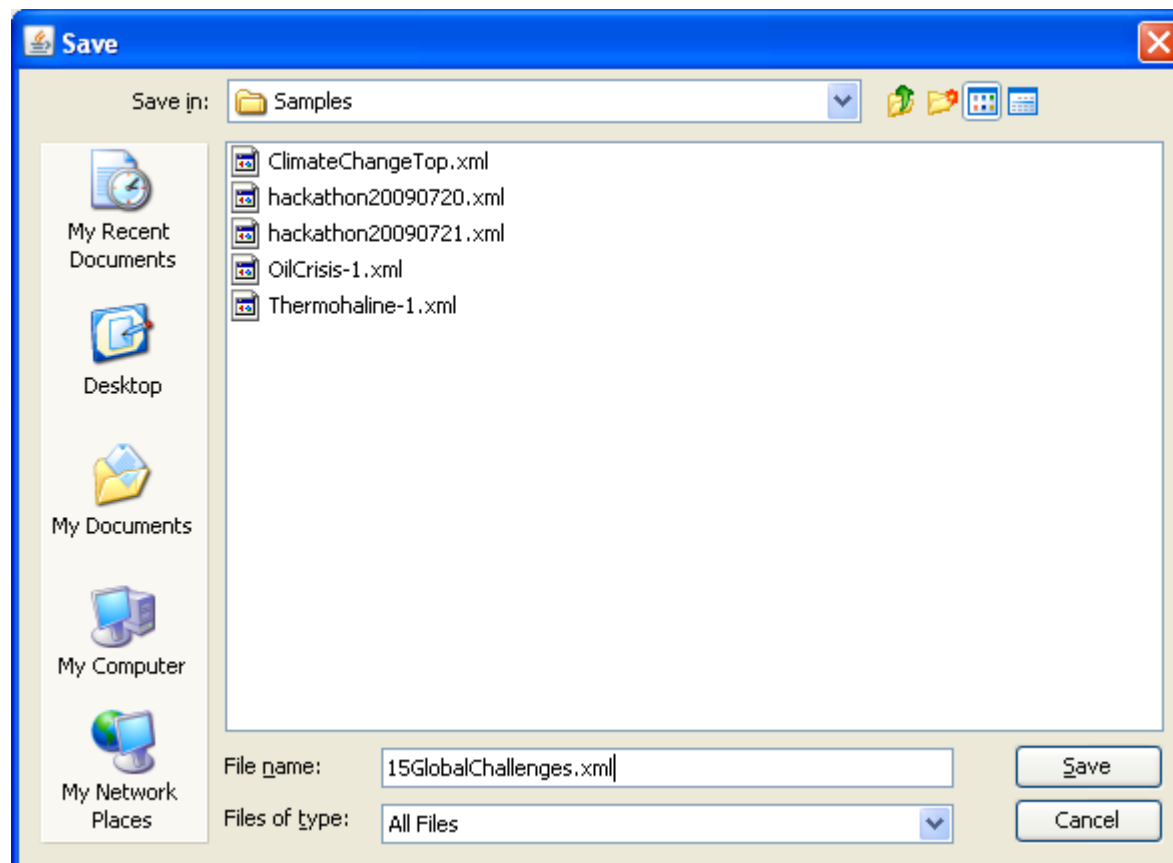 Save
Save in:
Samples
ClimateChangeTop.xml
hackathon20090720.xml
hackathon20090721.xml
OilCrisis-1.xml
Thermohaline-1.xml
My Recent
Documents
Desktop
My Documents
My Computer
My Network
Places
File name:
15GlobalChallenges.xml
Save
Files of type:
All Files
Cancel